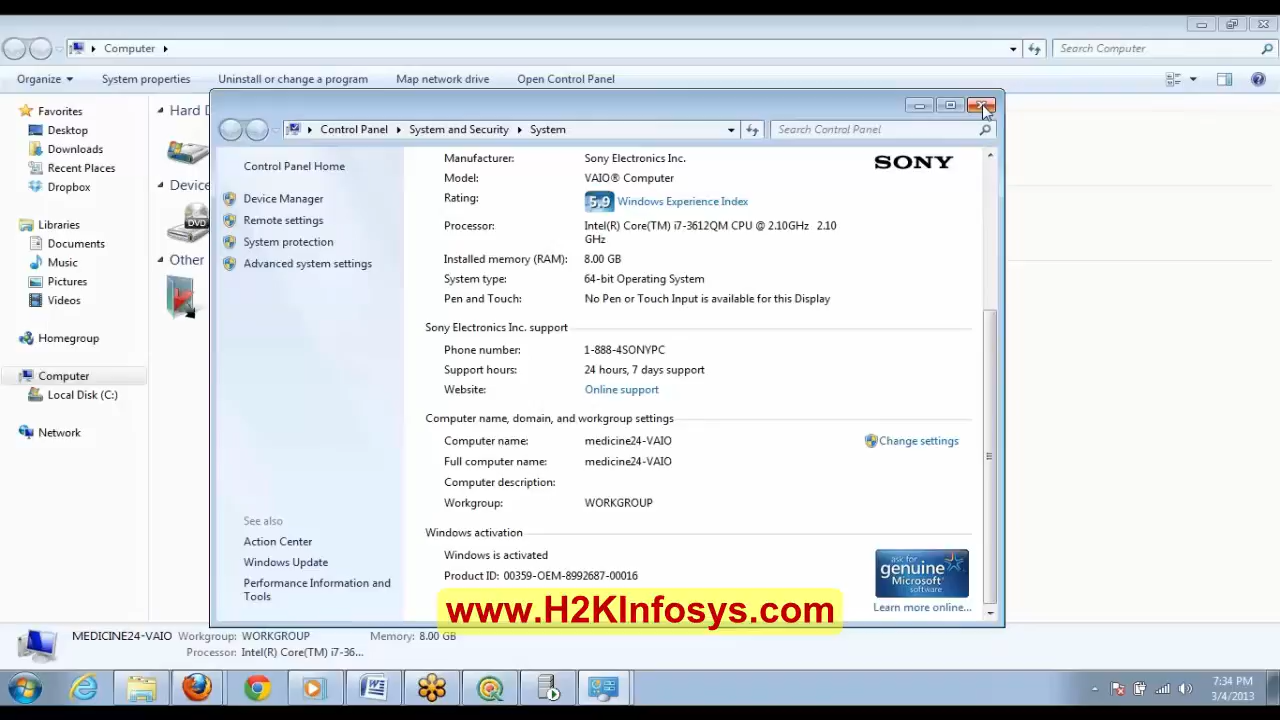 Computer
Search Computer
Organize
System properties
Uninstall or change a program
Map network drive
Open Control Panel
Favorites
Desktop
Downloads
Recent Places
Dropbox
Libraries
Documents
Music
Pictures
Videos
Homegroup
Computer
Local Disk (C:)
Network
Hard D
Device
DVD
Other
Control Panel
System and Security
System
Search Control Panel
Control Panel Home
Device Manager
Remote settings
System protection
Advanced system settings
See also
Action Center
Windows Update
Performance Information and
Tools
Manufacturer: Sony Electronics Inc.
SONY
Model: VAIO® Computer
Rating: 5.9 Windows Experience Index
Processor: Intel(R) Core(TM) i7-3612QM CPU @ 2.10GHz 2.10
GHz
Installed memory (RAM): 8.00 GB
System type: 64-bit Operating System
Pen and Touch: No Pen or Touch Input is available for this Display
Sony Electronics Inc. support
Phone number: 1-888-4SONYPC
Support hours: 24 hours, 7 days support
Website: Online support
Computer name, domain, and workgroup settings
Computer name: medicine24-VAIO
Change settings
Full computer name: medicine24-VAIO
Computer description:
Workgroup: WORKGROUP
Windows activation
Windows is activated
Product ID: 00359-OEM-8992687-00016
ask for
genuine
Microsoft
software
Learn more online...
www.H2KInfosys.com
MEDICINE24-VAIO Workgroup: WORKGROUP Memory: 8.00 GB
Processor: Intel(R) Core(TM) i7-36...
7:34 PM
3/4/2013